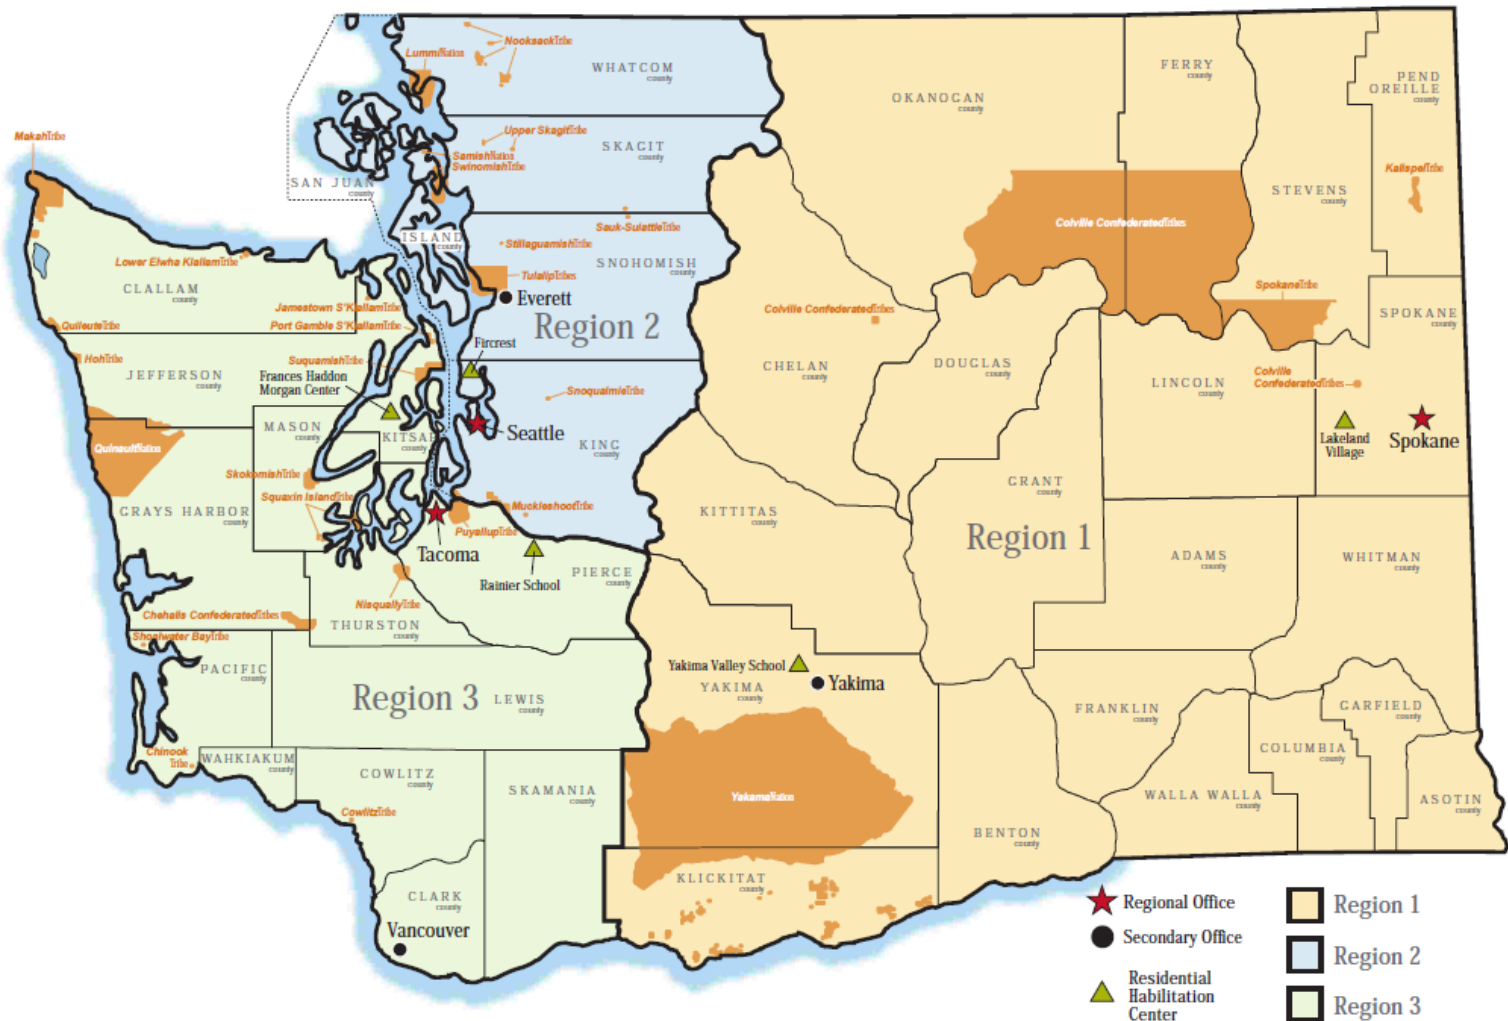 Nooksack Tribe
Lummi Nation
WHATCOM
county
OKANOGAN
county
FERRY
county
PEND
OREILLE
county
Makah Tribe
Upper Skagit Tribe
Samish Nation
Swinomish Tribe
SKAGIT
county
SAN JUAN
county
STEVENS
county
Kalispel Tribe
Colville Confederated Tribes
Sauk-Suiattle Tribe
ISLAND
county
Stillaguamish Tribe
SNOHOMISH
county
Lower Elwha Klallam Tribe
CLALLAM
county
Tulalip Tribes
Everett
Region 2
Jamestown S'Klallam Tribe
Port Gamble S'Klallam Tribe
Quileute Tribe
Hoh Tribe
Colville Confederated Tribes
Spokane Tribe
SPOKANE
county
Fircrest
Suquamish Tribe
Frances Haddon
Morgan Center
JEFFERSON
county
CHELAN
county
DOUGLAS
county
LINCOLN
county
Colville
Confederated Tribes
Snoqualmie Tribe
MASON
county
KITSAP
county
Seattle
KING
county
Lakeland
Village
Spokane
Quinault Nation
Skokomish Tribe
Squaxin Island Tribe
GRAYS HARBOR
county
Muckleshoot Tribe
Puyallup Tribe
Tacoma
KITTITAS
county
GRANT
county
Region 1
ADAMS
county
WHITMAN
county
Rainier School
PIERCE
county
Nisqually Tribe
Chehalis Confederated Tribes
THURSTON
county
Shoalwater Bay Tribe
PACIFIC
county
Region 3
LEWIS
county
Yakima Valley School
YAKIMA
county
Yakima
FRANKLIN
county
GARFIELD
county
COLUMBIA
county
Chinook
Tribe
WAHKIAKUM
county
COWLITZ
county
SKAMANIA
county
Yakama Nation
WALLA WALLA
county
ASOTIN
county
Cowlitz Tribe
BENTON
county
KLICKITAT
county
CLARK
county
Vancouver
Regional Office
Secondary Office
Residential
Habilitation
Center
Region 1
Region 2
Region 3